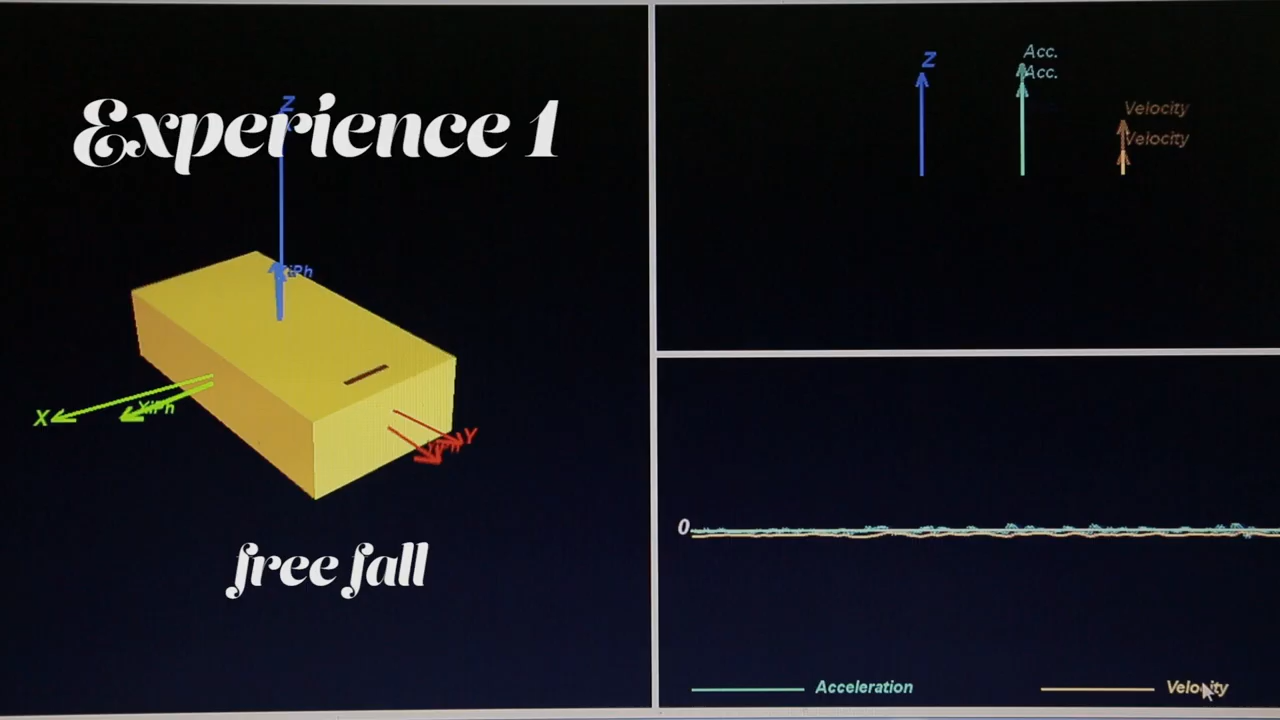 Experience 1
Z
X
Y
free fall
Z
Acc.
Acc.
Velocity
Velocity
0
Acceleration
Velocity